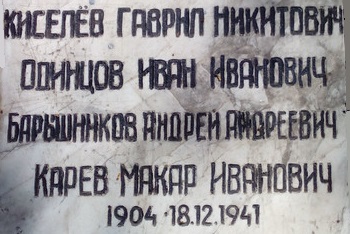 КИСЕЛЁВ ГАВРИЛ НИКИТОВИЧ
ОДИНЦОВ ИВАН ИВАНОВИЧ
БАРЫШНИКОВ АНДРЕЙ АНДРЕЕВИЧ
КАРЕВ МАКАР ИВАНОВИЧ
1904 · 18.12.1941